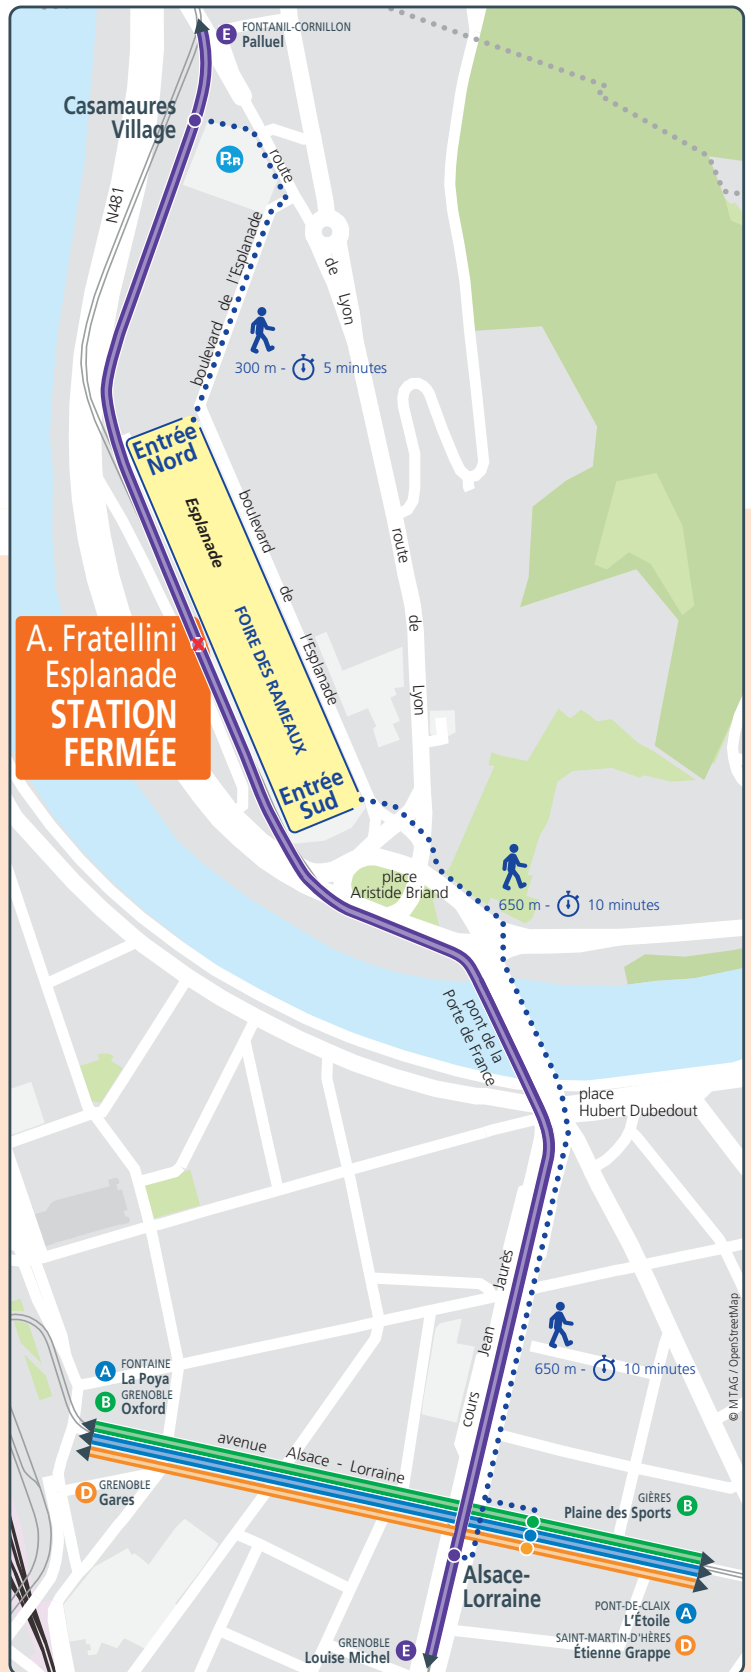 E FONTANIL-CORNILLON
Palluel
Casamaures
Village
P+R
route
N481
boulevard de l'Esplanade
de Lyon
300 m - 5 minutes
Entrée
Nord
Esplanade
boulevard de l'Esplanade
route de Lyon
FOIRE DES RAMEAUX
A. Fratellini
Esplanade
STATION
FERMÉE
Entrée
Sud
place
Aristide Briand
650 m - 10 minutes
pont de la
Porte de France
place
Hubert Dubedout
cours Jean Jaurès
650 m - 10 minutes
© MTAG / OpenStreetMap
A FONTAINE
La Poya
B GRENOBLE
Oxford
avenue Alsace - Lorraine
D GRENOBLE
Gares
GIÈRES
Plaine des Sports B
Alsace-
Lorraine
PONT-DE-CLAIX
L'Étoile A
SAINT-MARTIN-D'HÈRES
Étienne Grappe D
GRENOBLE
Louise Michel E